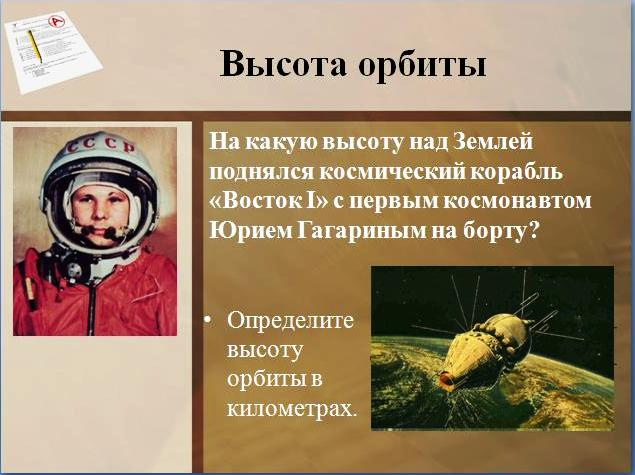 Высота орбиты
СССР
На какую высоту над Землей
поднялся космический корабль
«Восток I» с первым космонавтом
Юрием Гагариным на борту?
• Определите
высоту
орбиты в
километрах.